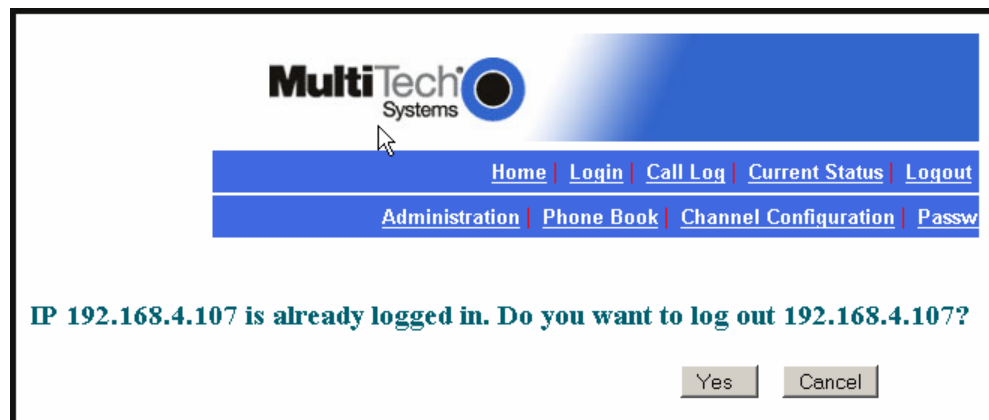 MultiTech
Systems
Home | Login | Call Log | Current Status | Logout
Administration | Phone Book | Channel Configuration | Passw
IP 192.168.4.107 is already logged in. Do you want to log out 192.168.4.107?
Yes Cancel